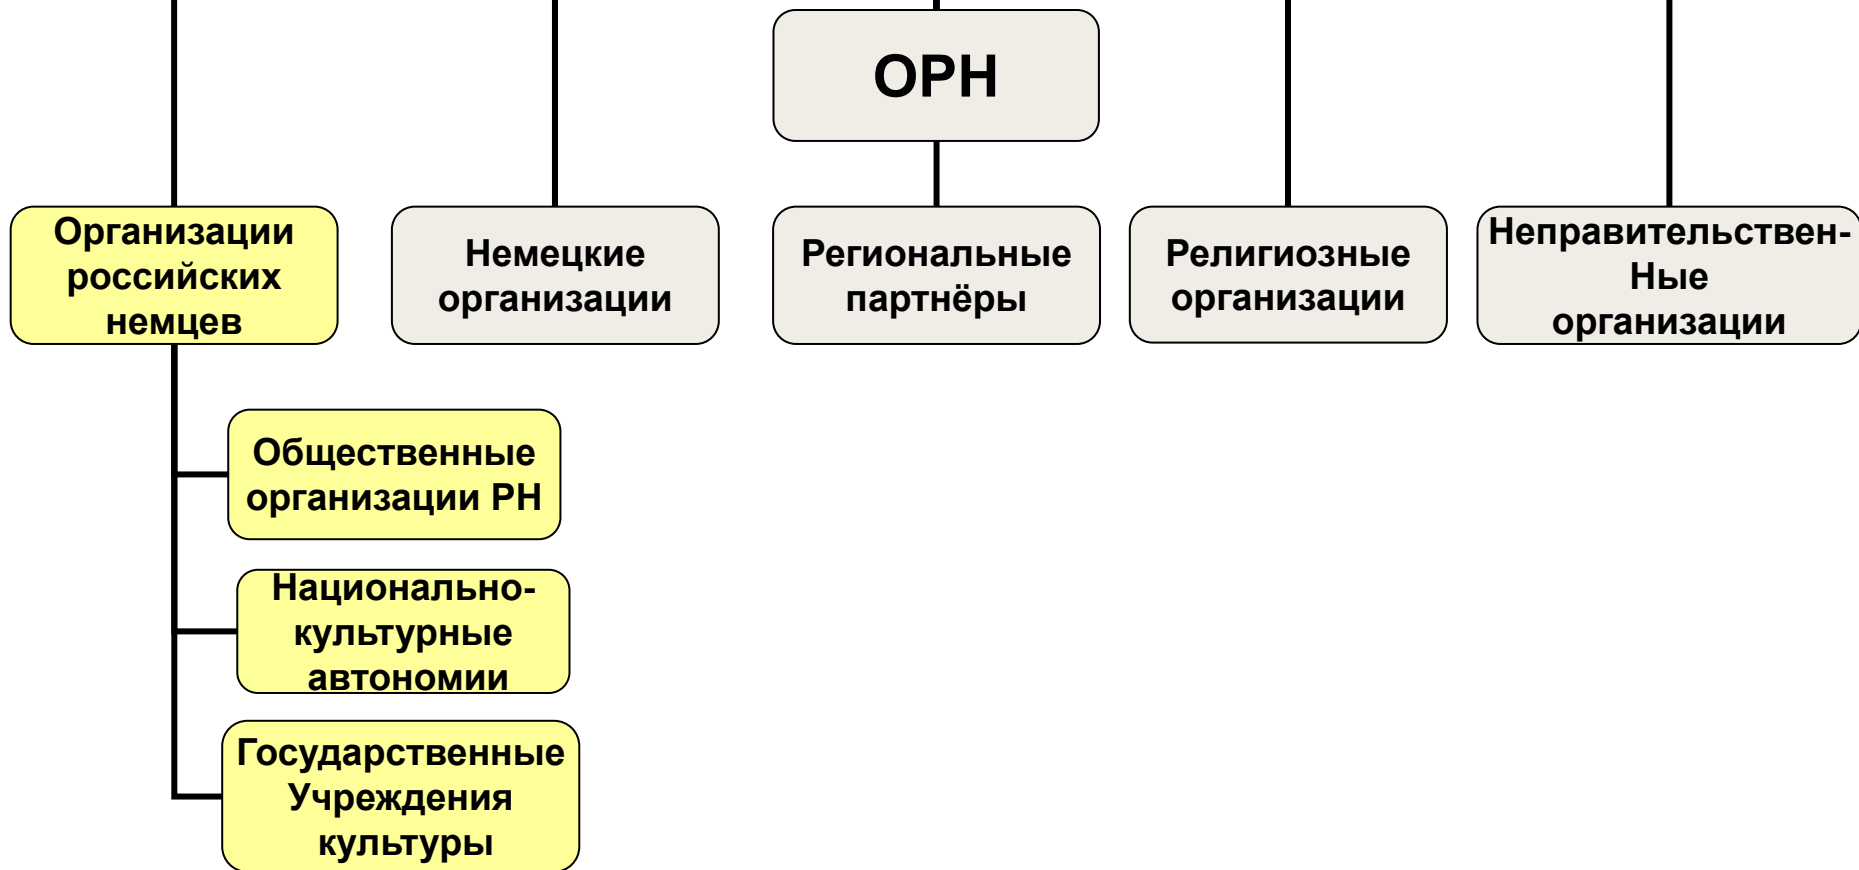 ОРН
Организации
российских
немцев
Немецкие
организации
Региональные
партнёры
Религиозные
организации
Неправительствен-
Ные
организации
Общественные
организации РН
Национально-
культурные
автономии
Государственные
Учреждения
культуры